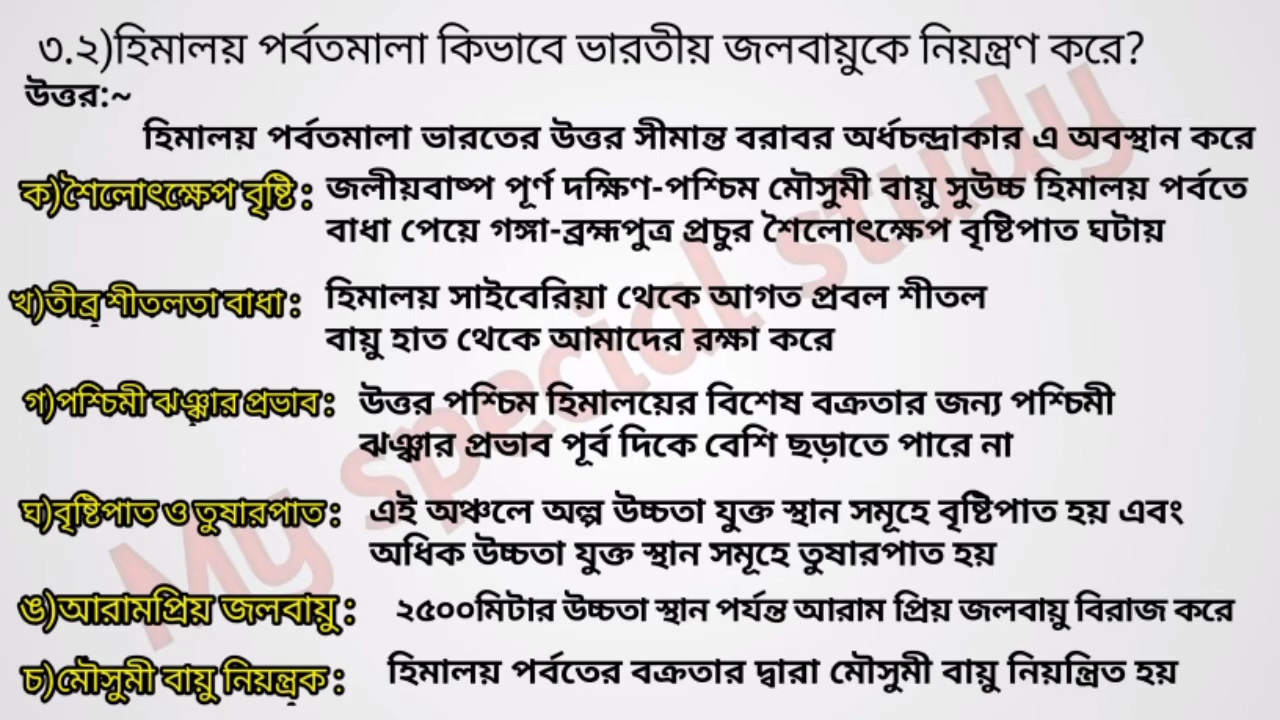 ৩.২)হিমালয় পর্বতমালা কিভাবে ভারতীয় জলবায়ুকে নিয়ন্ত্রণ করে?
উত্তর:~
হিমালয় পর্বতমালা ভারতের উত্তর সীমান্ত বরাবর অর্ধচন্দ্রাকার এ অবস্থান করে
ক)শৈলোৎক্ষেপ বৃষ্টি : জলীয়বাষ্প পূর্ণ দক্ষিণ-পশ্চিম মৌসুমী বায়ু সুউচ্চ হিমালয় পর্বতে
বাধা পেয়ে গঙ্গা-ব্রহ্মপুত্র প্রচুর শৈলোৎক্ষেপ বৃষ্টিপাত ঘটায়
খ)তীব্র শীতলতা বাধা : হিমালয় সাইবেরিয়া থেকে আগত প্রবল শীতল
বায়ু হাত থেকে আমাদের রক্ষা করে
গ)পশ্চিমী ঝঞ্ঝার প্রভাব : উত্তর পশ্চিম হিমালয়ের বিশেষ বক্রতার জন্য পশ্চিমী
ঝঞ্ঝার প্রভাব পূর্ব দিকে বেশি ছড়াতে পারে না
ঘ)বৃষ্টিপাত ও তুষারপাত : এই অঞ্চলে অল্প উচ্চতা যুক্ত স্থান সমূহে বৃষ্টিপাত হয় এবং
অধিক উচ্চতা যুক্ত স্থান সমূহে তুষারপাত হয়
ঙ)আরামপ্রিয় জলবায়ু : ২৫০০মিটার উচ্চতা স্থান পর্যন্ত আরাম প্রিয় জলবায়ু বিরাজ করে
চ)মৌসুমী বায়ু নিয়ন্ত্রক : হিমালয় পর্বতের বক্রতার দ্বারা মৌসুমী বায়ু নিয়ন্ত্রিত হয়
My special study